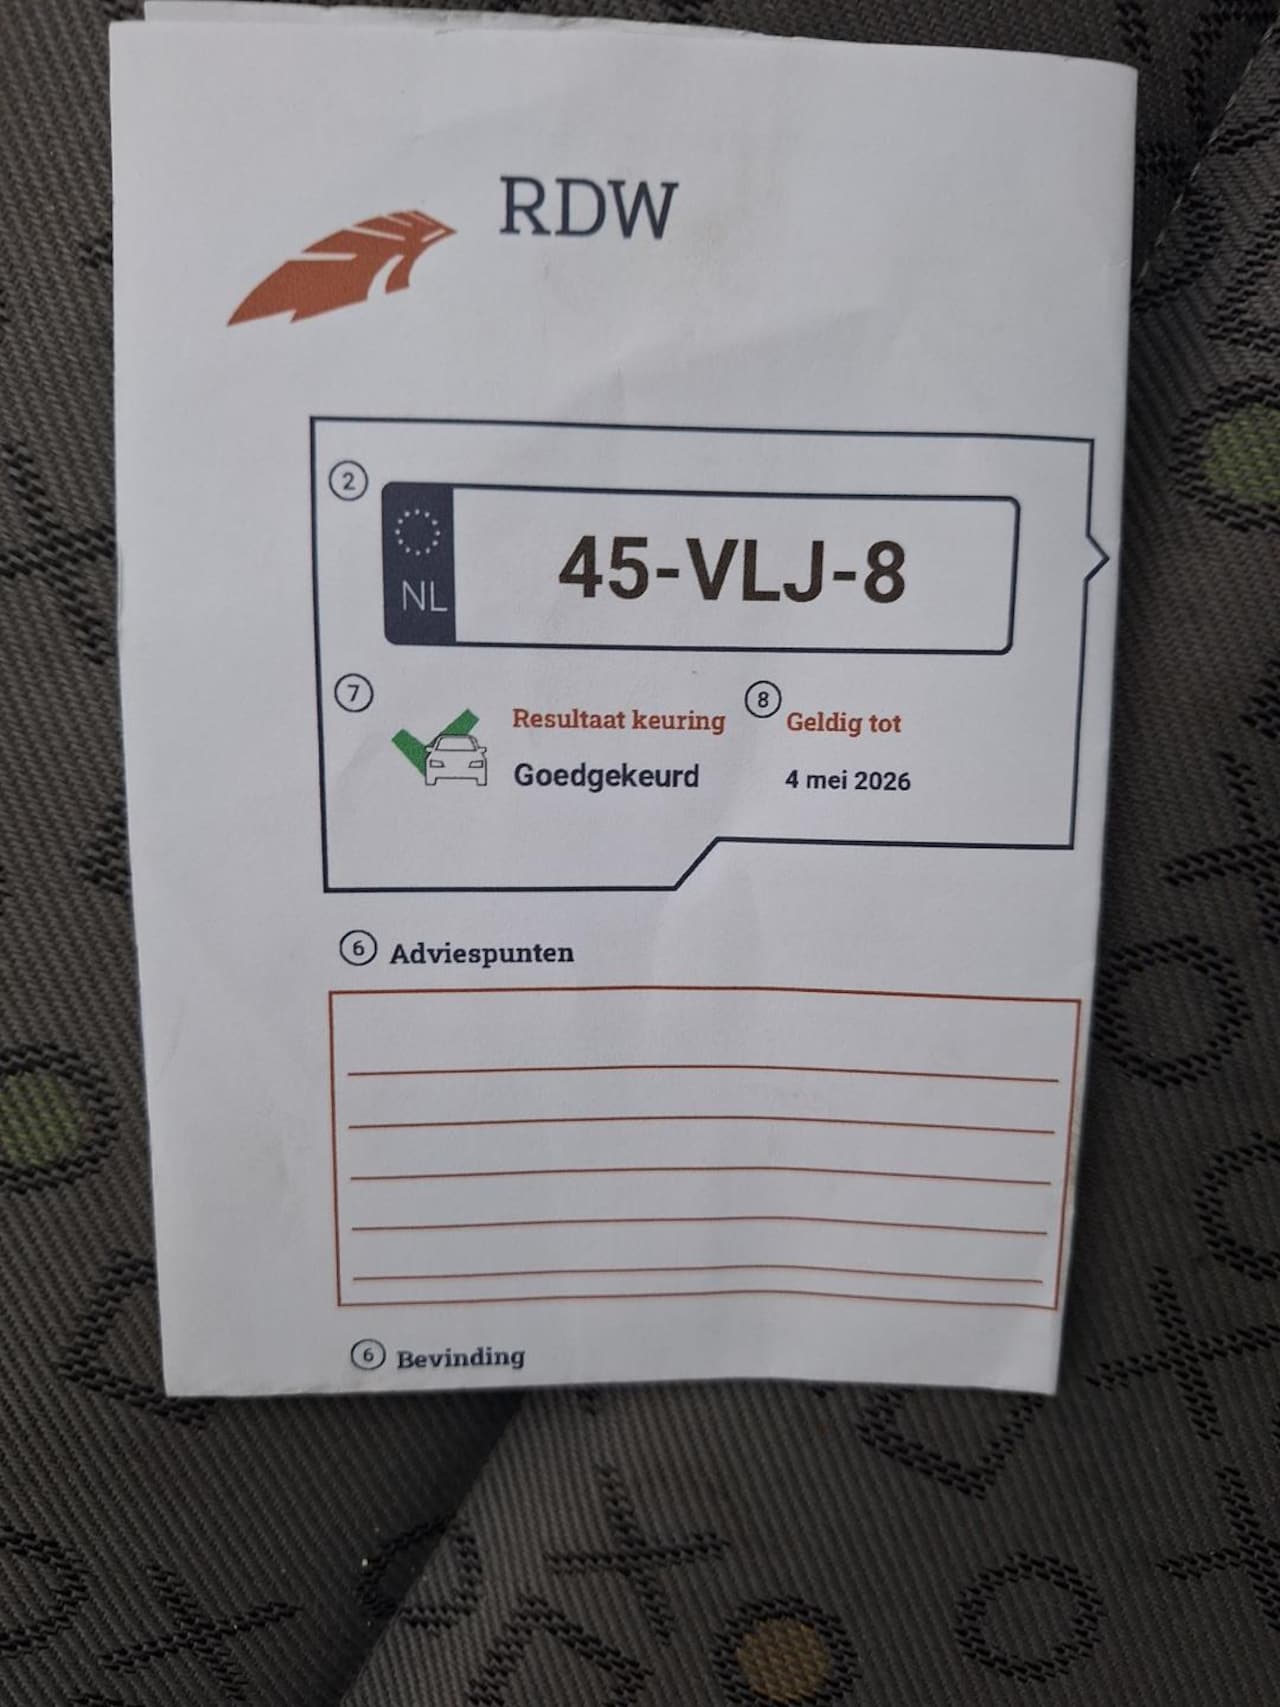 RDW
2
NL
45-VLJ-8
7
Resultaat keuring
8
Geldig tot
Goedgekeurd
4 mei 2026
6 Adviespunten
6 Bevinding